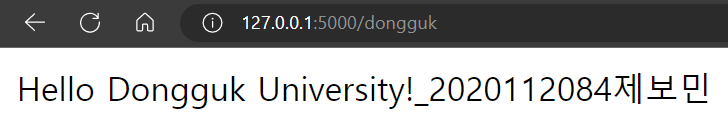 127.0.0.1:5000/dongguk
Hello Dongguk University!_2020112084제보민